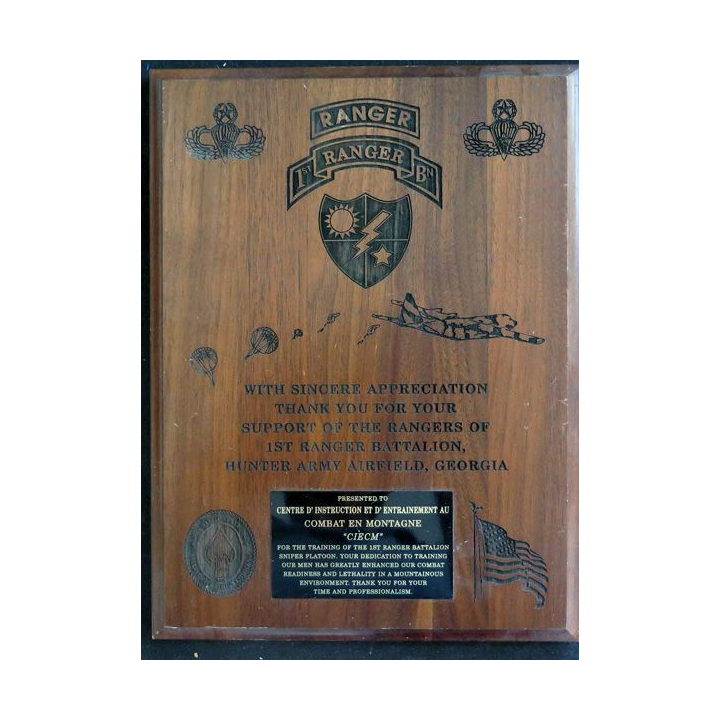 RANGER
1ST RANGER BN
WITH SINCERE APPRECIATION
THANK YOU FOR YOUR
SUPPORT OF THE RANGERS OF
1ST RANGER BATTALION,
HUNTER ARMY AIRFIELD, GEORGIA
PRESENTED TO
CENTRE D' INSTRUCTION ET D' ENTRAINEMENT AU
COMBAT EN MONTAGNE
"CIECM"
FOR THE TRAINING OF THE 1ST RANGER BATTALION
SNIPER PLATOON. YOUR DEDICATION TO TRAINING
OUR MEN HAS GREATLY ENHANCED OUR COMBAT
READINESS AND LETHALITY IN A MOUNTAINOUS
ENVIRONMENT. THANK YOU FOR YOUR
TIME AND PROFESSIONALISM.